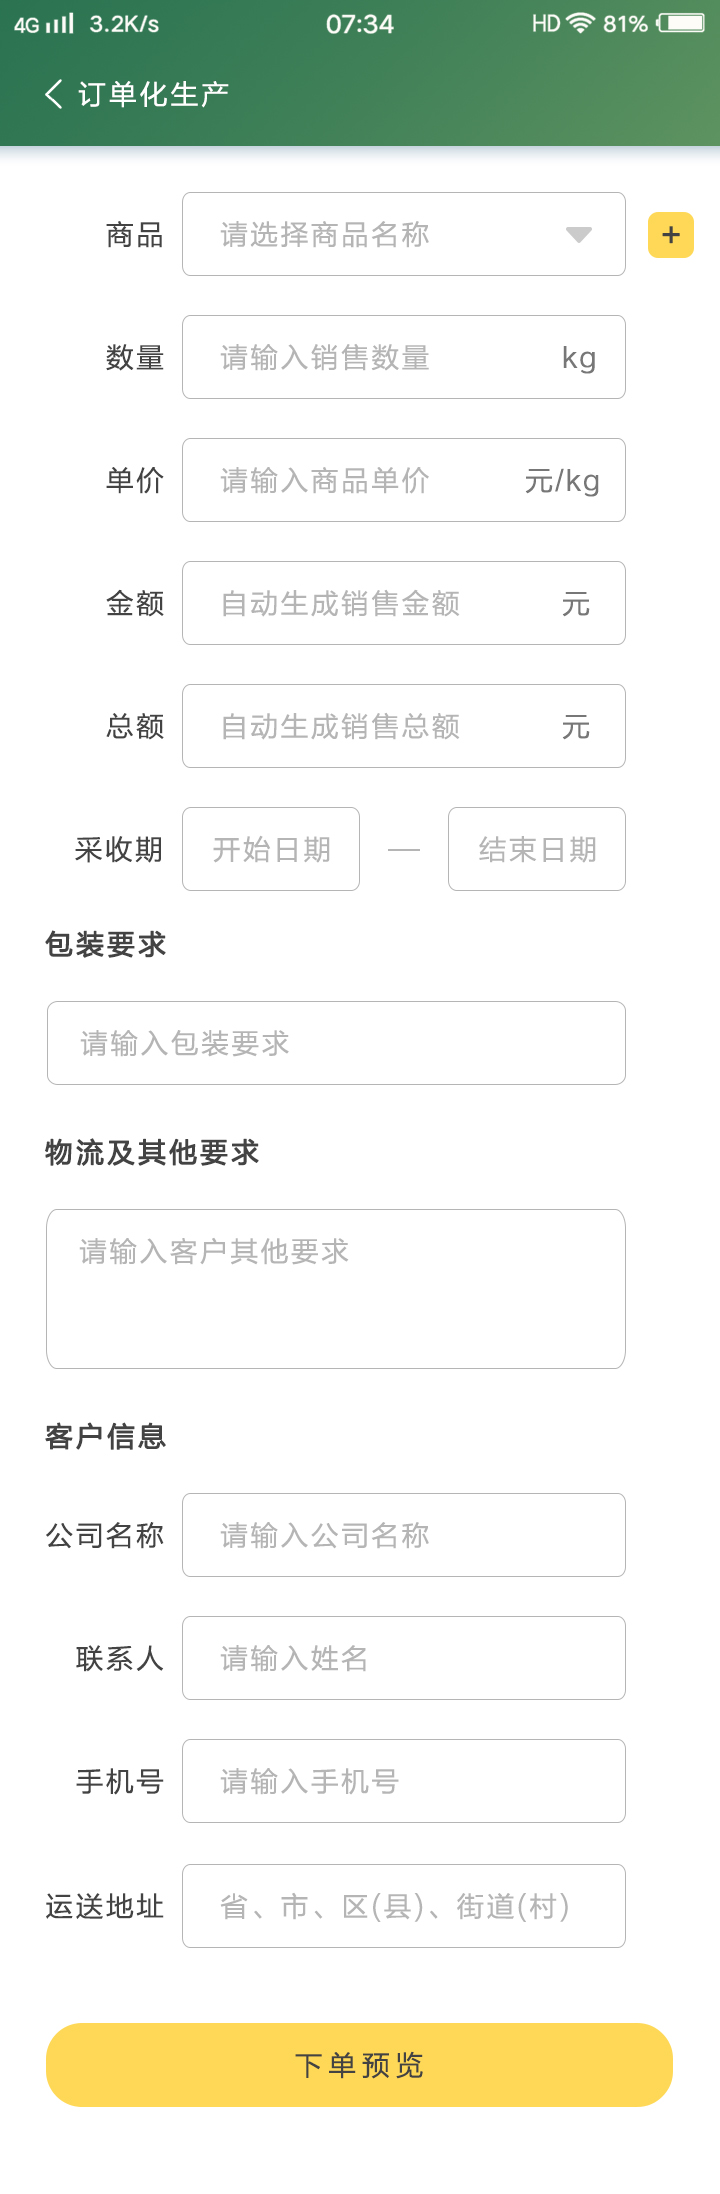 4G 3.2K/s 07:34 HD 81%
订单化生产
商品 请选择商品名称 +
数量 请输入销售数量 kg
单价 请输入商品单价 元/kg
金额 自动生成销售金额 元
总额 自动生成销售总额 元
采收期 开始日期 — 结束日期
包装要求
请输入包装要求
物流及其他要求
请输入客户其他要求
客户信息
公司名称 请输入公司名称
联系人 请输入姓名
手机号 请输入手机号
运送地址 省、市、区(县)、街道(村)
下单预览